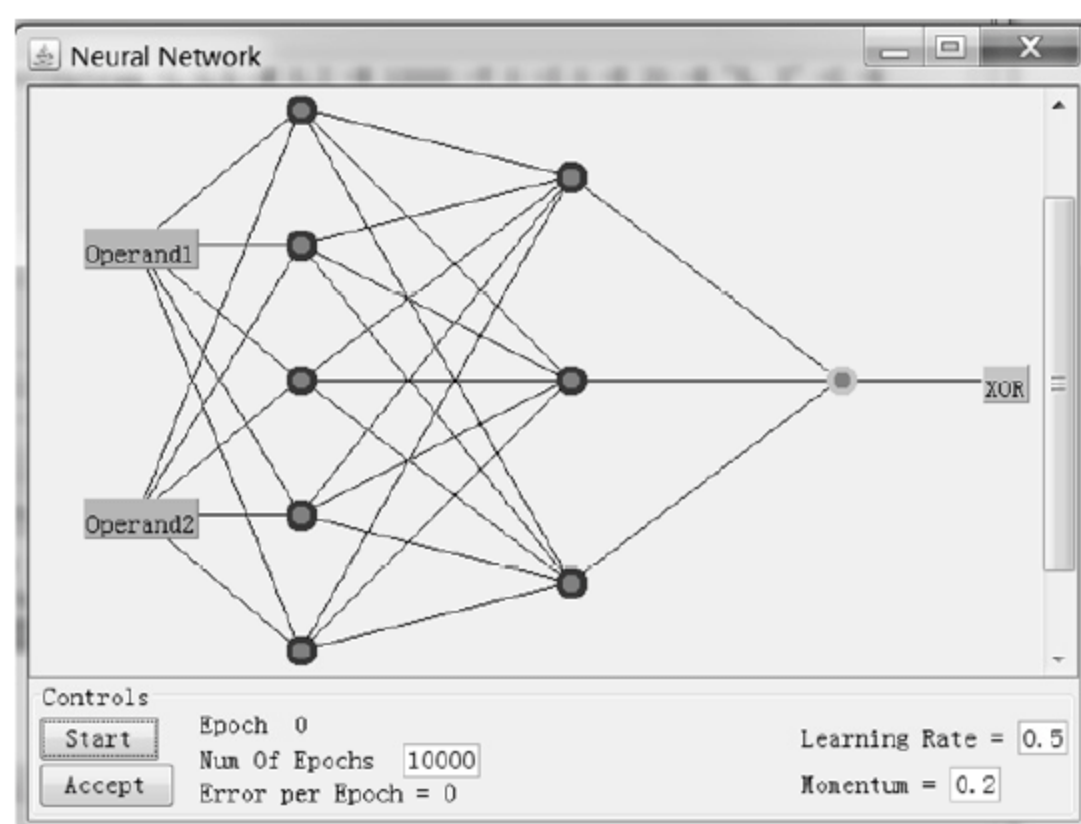 Neural Network
Operand1
Operand2
XOR
Controls
Start
Accept
Epoch 0
Num Of Epochs 10000
Error per Epoch = 0
Learning Rate = 0.5
Momentum = 0.2